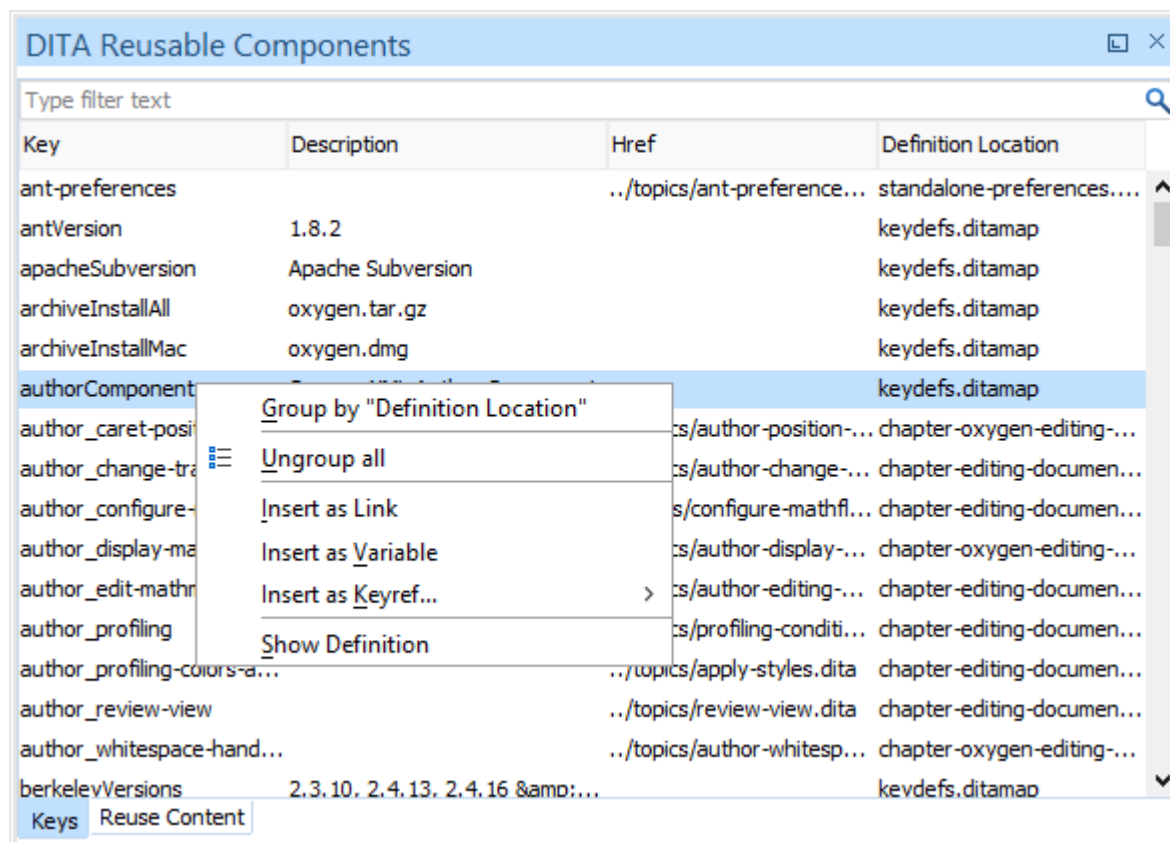 DITA Reusable Components
Type filter text
Key Description Href Definition Location
ant-preferences ../topics/ant-preference... standalone-preferences....
antVersion 1.8.2 keydefs.ditamap
apacheSubversion Apache Subversion keydefs.ditamap
archiveInstallAll oxygen.tar.gz keydefs.ditamap
archiveInstallMac oxygen.dmg keydefs.ditamap
authorComponent keydefs.ditamap
Group by "Definition Location"
author_caret-posi cs/author-position-... chapter-oxygen-editing-...
Ungroup all
author_change-tra cs/author-change-... chapter-editing-documen...
Insert as Link
author_configure- s/configure-mathfl... chapter-editing-documen...
Insert as Variable
author_display-ma cs/author-display-... chapter-oxygen-editing-...
Insert as Keyref...
author_edit-mathm cs/author-editing-... chapter-editing-documen...
author_profiling cs/profiling-conditi... chapter-editing-documen...
Show Definition
author_profiling-colors-a... ../topics/apply-styles.dita chapter-editing-documen...
author_review-view ../topics/review-view.dita chapter-editing-documen...
author_whitespace-hand... ../topics/author-whitesp... chapter-oxygen-editing-...
berkeleyVersions 2.3.10, 2.4.13, 2.4.16 &amp;... keydefs.ditamap
Keys Reuse Content